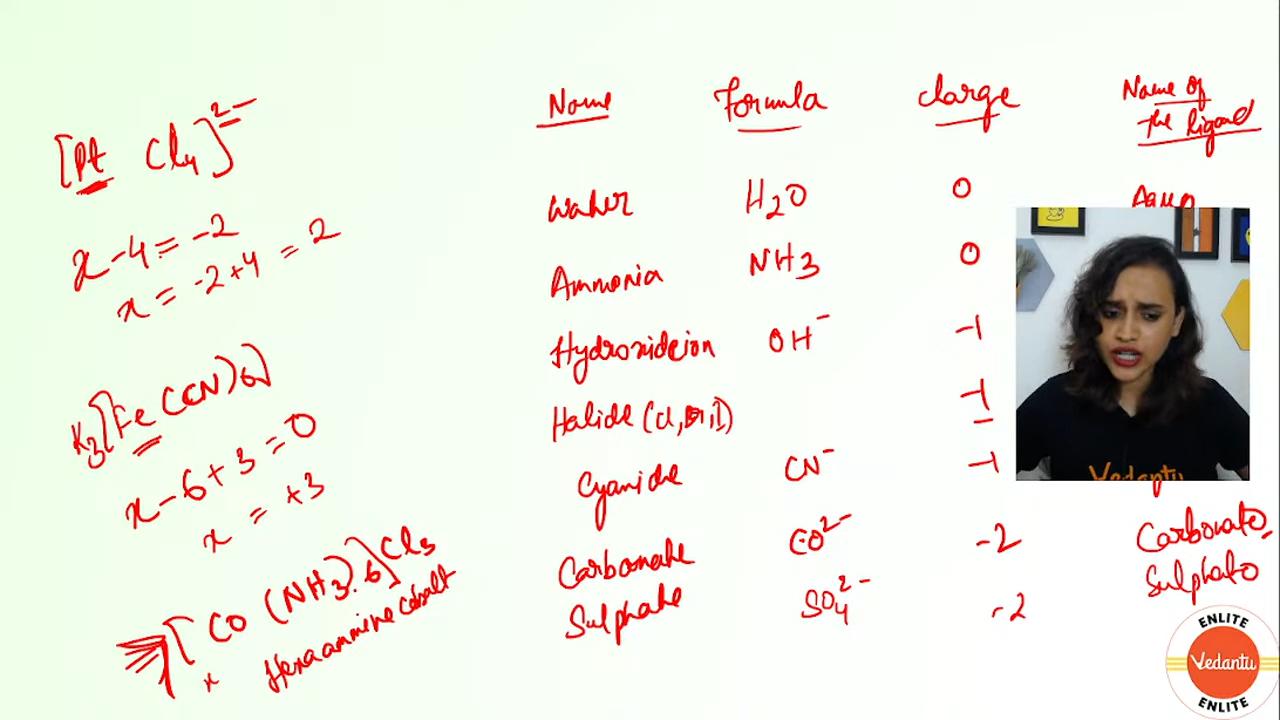 [Pt Cl4]2-
x-4=-2
x = -2+4 = 2
K3[Fe(CN)6]
x-6+3=0
x = +3
[Co (NH3).6]Cl3
x
Hexaammine cobalt
Name Formula Charge Name of the ligand
Water H2O 0 Aquo
Ammonia NH3 0
Hydroxide ion OH- -1
Halide (Cl, Br, I) -1
Cyanide CN- -1
Carbonate CO2- -2 Carbonato
Sulphate SO42- -2 Sulphato
Vedantu
ENLITE
Vedantu
ENLITE